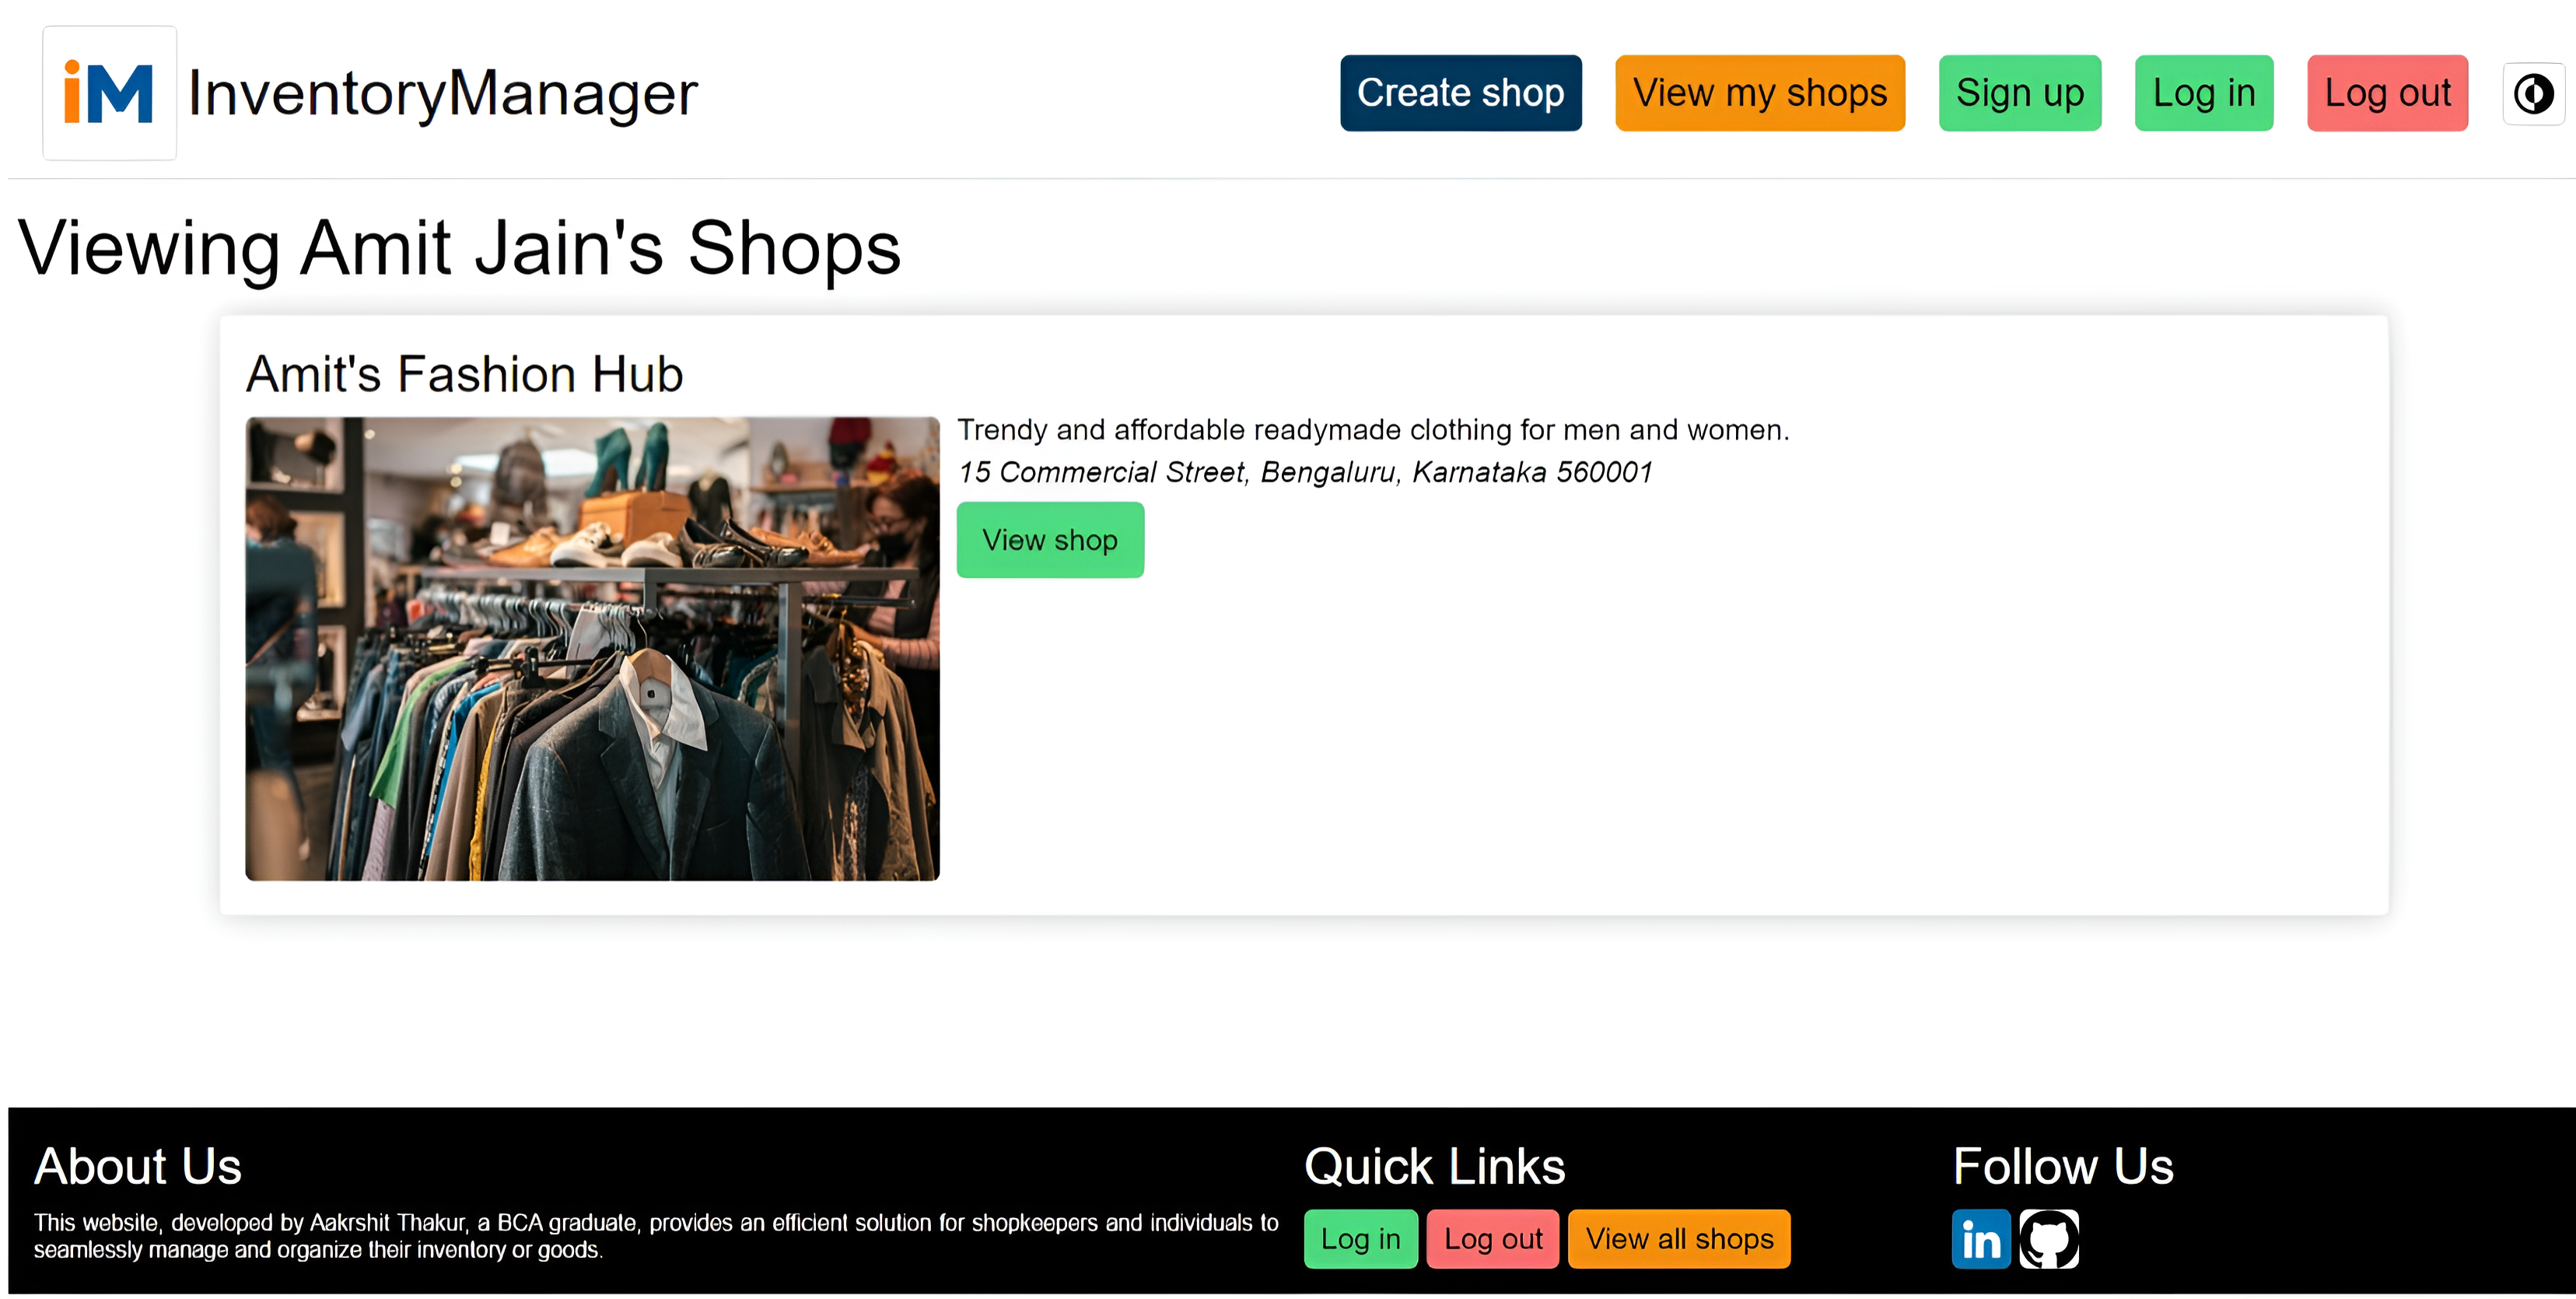 iM InventoryManager
Create shop
View my shops
Sign up
Log in
Log out
Viewing Amit Jain's Shops
Amit's Fashion Hub
Trendy and affordable readymade clothing for men and women.
15 Commercial Street, Bengaluru, Karnataka 560001
View shop
About Us
This website, developed by Aakrshit Thakur, a BCA graduate, provides an efficient solution for shopkeepers and individuals to
seamlessly manage and organize their inventory or goods.
Quick Links
Log in
Log out
View all shops
Follow Us
in